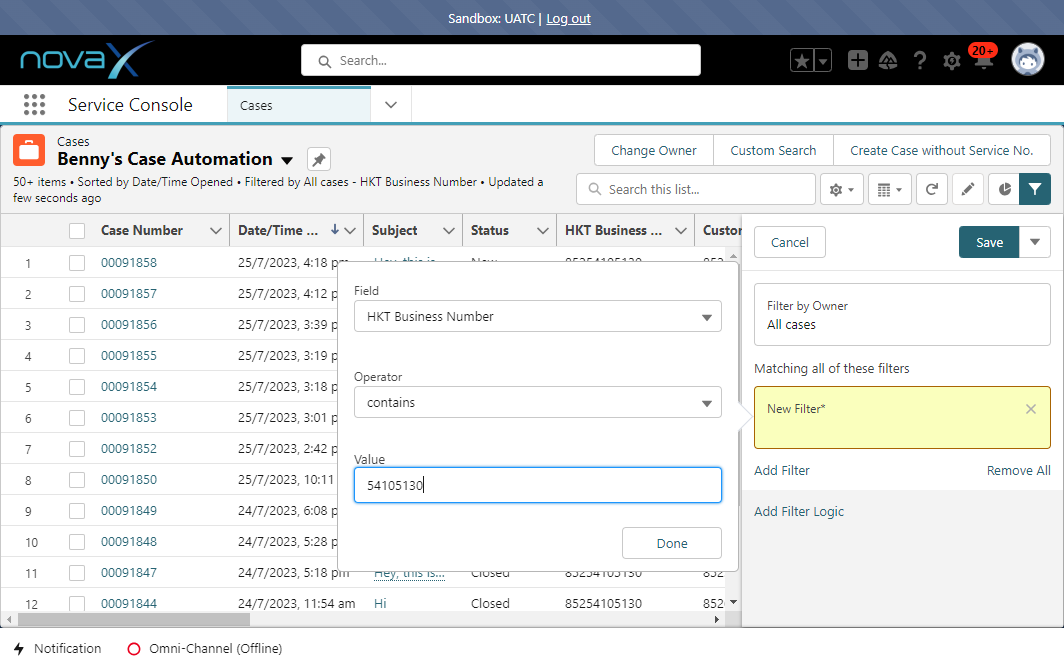 Sandbox: UATC | Log out
novaX
Search...
20+
Service Console
Cases
Cases
Benny's Case Automation
50+ items • Sorted by Date/Time Opened • Filtered by All cases - HKT Business Number • Updated a
few seconds ago
Change Owner
Custom Search
Create Case without Service No.
Search this list...
Case Number
Date/Time ...
Subject
Status
HKT Business ...
1 00091858 25/7/2023, 4:18
2 00091857 25/7/2023, 4:12 p
3 00091856 25/7/2023, 3:39 p
4 00091855 25/7/2023, 3:19 p
5 00091854 25/7/2023, 3:18 p
6 00091853 25/7/2023, 3:01 p
7 00091852 25/7/2023, 2:42 p
8 00091850 25/7/2023, 10:11
9 00091849 24/7/2023, 6:08 p
10 00091848 24/7/2023, 5:28 p
11 00091847 24/7/2023, 5:18 pm Hey, this is... Closed 85254105130 852
12 00091844 24/7/2023, 11:54 am Hi Closed 85254105130 852
Field
HKT Business Number
Operator
contains
Value
54105130
Done
Cancel
Save
Filter by Owner
All cases
Matching all of these filters
New Filter*
Add Filter
Remove All
Add Filter Logic
Notification
Omni-Channel (Offline)